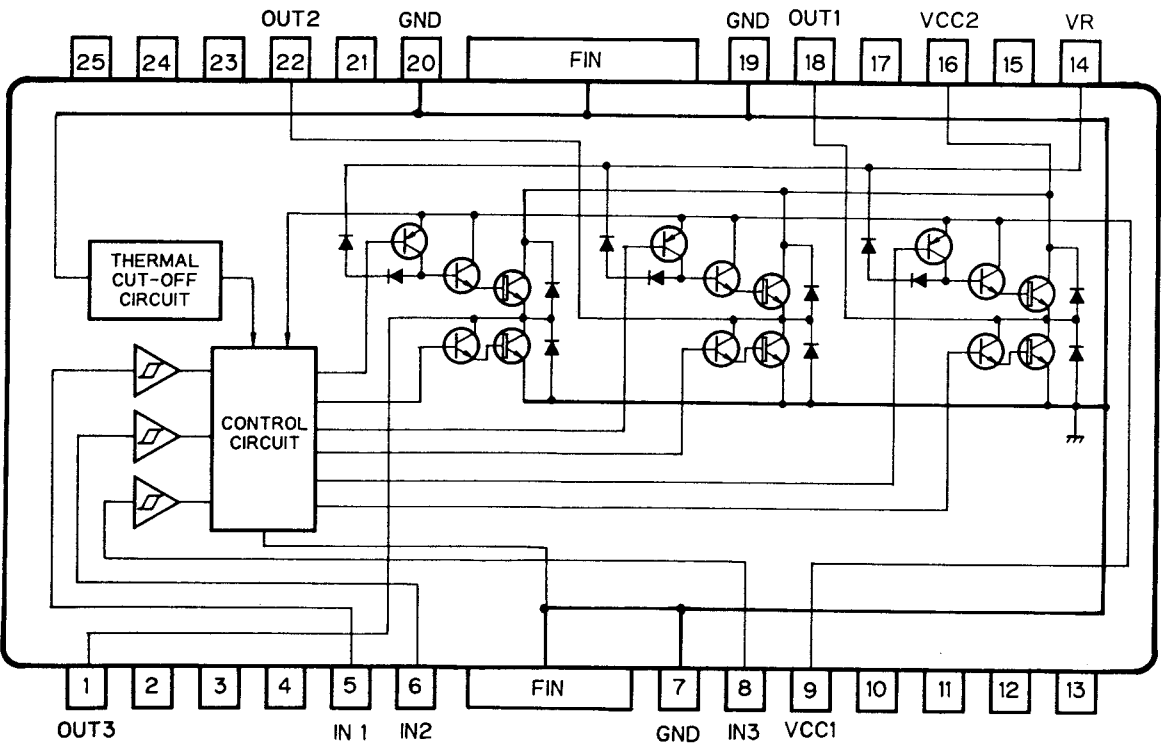 OUT2 GND GND OUT1 VCC2 VR
25 24 23 22 21 20 FIN 19 18 17 16 15 14
THERMAL
CUT-OFF
CIRCUIT
CONTROL
CIRCUIT
1 2 3 4 5 6 FIN 7 8 9 10 11 12 13
OUT3 IN 1 IN2 GND IN3 VCC1